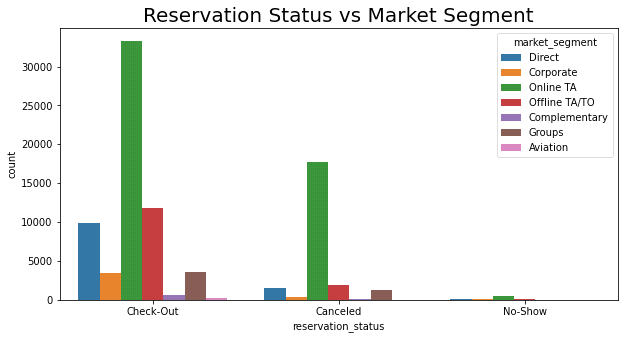 Reservation Status vs Market Segment
count
30000
25000
20000
15000
10000
5000
0
market_segment
Direct
Corporate
Online TA
Offline TA/TO
Complementary
Groups
Aviation
Check-Out Canceled No-Show
reservation_status